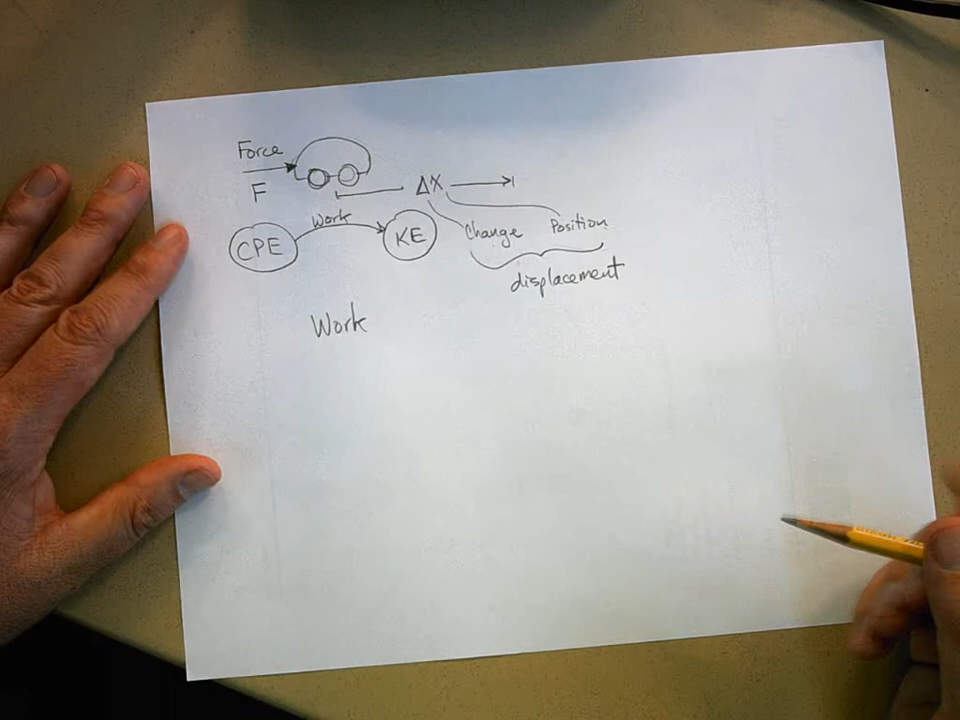 Force
F
ΔX
Work
CPE
KE
Change
Position
displacement
Work